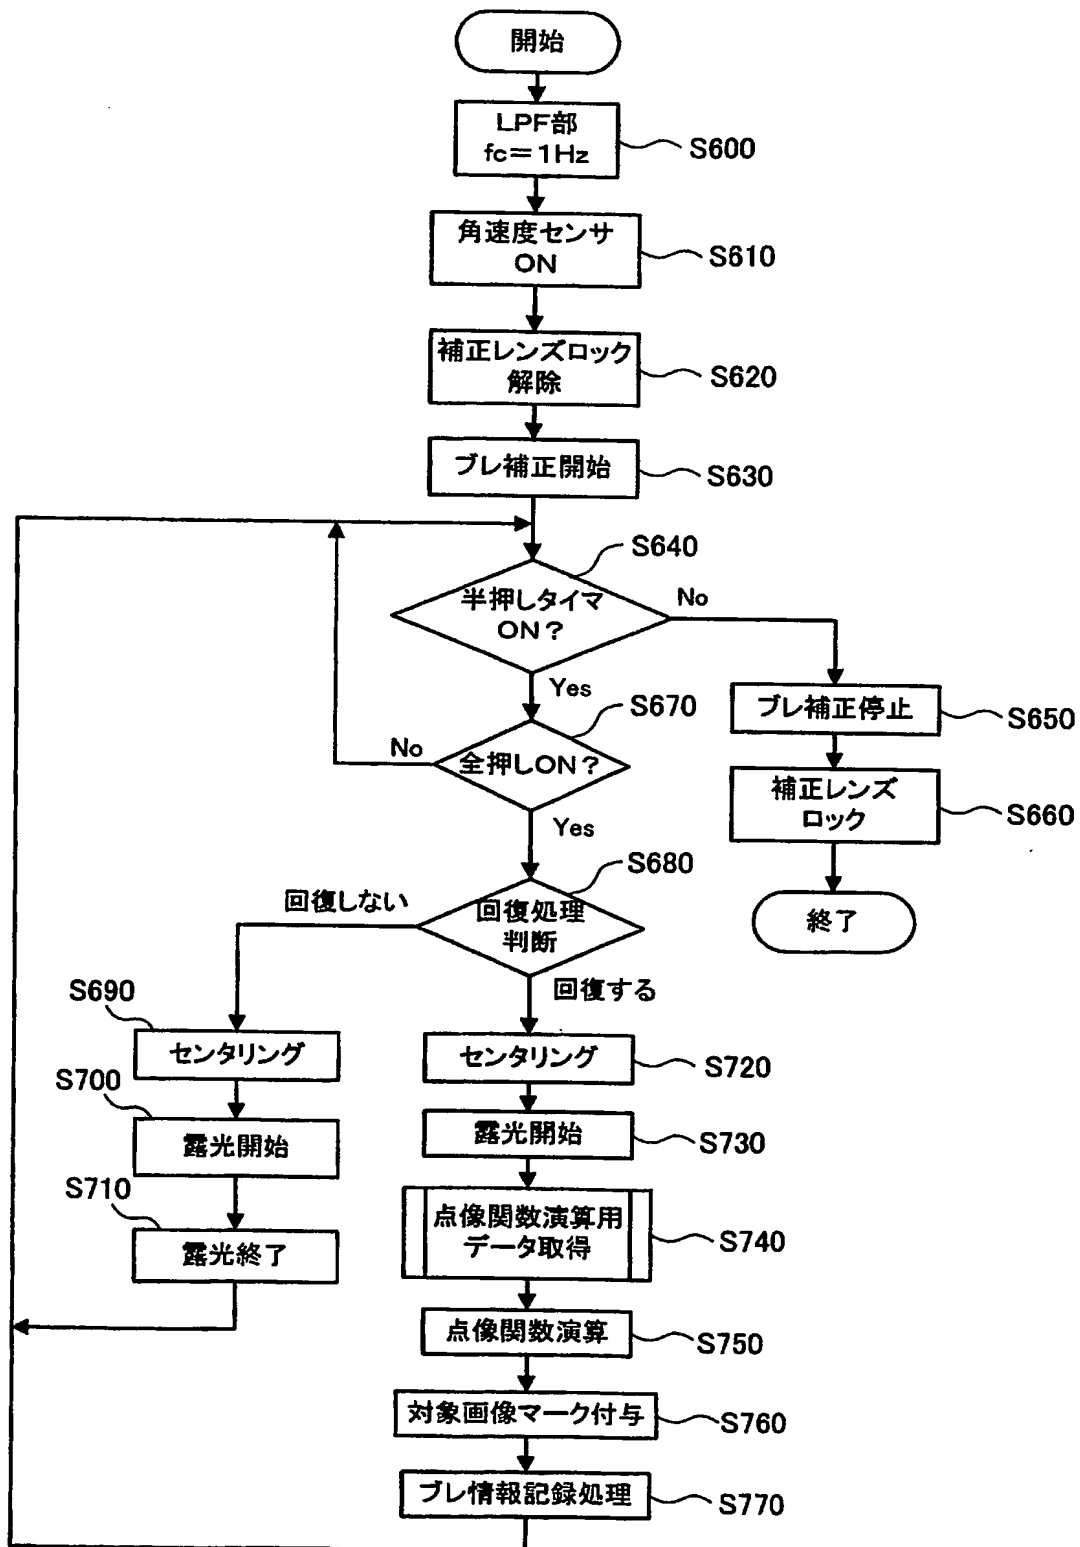 開始
LPF部
fc=1Hz
S600
角速度センサ
ON
S610
補正レンズロック
解除
S620
ブレ補正開始
S630
S640
半押しタイマ
ON?
No
Yes
S670
ブレ補正停止
S650
No
全押しON?
補正レンズ
ロック
S660
Yes
S680
回復しない
回復処理
判断
終了
回復する
S690
センタリング
センタリング
S720
S700
露光開始
露光開始
S730
S710
点像関数演算用
データ取得
S740
露光終了
点像関数演算
S750
対象画像マーク付与
S760
ブレ情報記録処理
S770